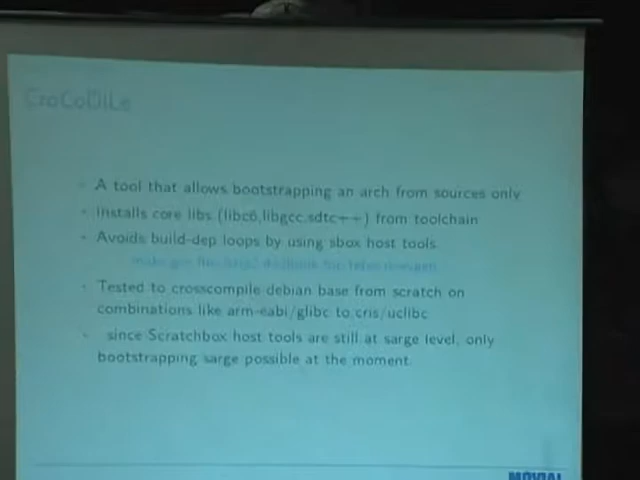 CroCoDiLe
A tool that allows bootstrapping an arch from sources only
Installs core libs (libc6,libgcc,sdtc++) from toolchain
Avoids build-dep loops by using sbox host tools
Tested to crosscompile debian base from scratch on
combinations like arm-eabi/glibc to cris/uclibc
since Scratchbox host tools are still at sarge level, only
bootstrapping sarge possible at the moment.
MOVIAL